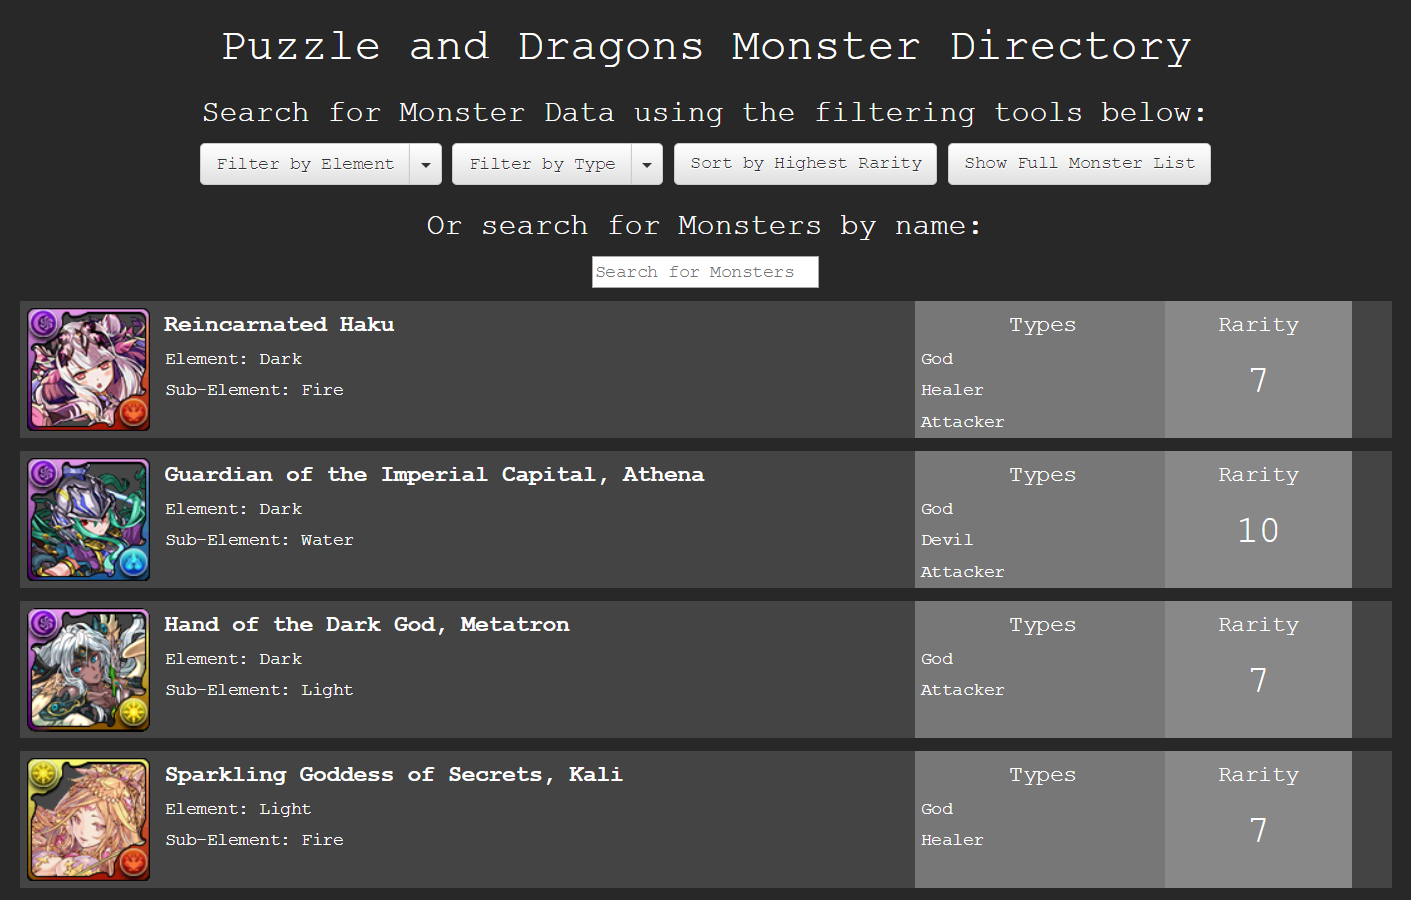 Puzzle and Dragons Monster Directory
Search for Monster Data using the filtering tools below:
Filter by Element Filter by Type Sort by Highest Rarity Show Full Monster List
Or search for Monsters by name:
Search for Monsters
Reincarnated Haku Types Rarity
Element: Dark God
7
Sub-Element: Fire Healer
Attacker
Guardian of the Imperial Capital, Athena Types Rarity
Element: Dark God
10
Sub-Element: Water Devil
Attacker
Hand of the Dark God, Metatron Types Rarity
Element: Dark God
7
Sub-Element: Light Attacker
Sparkling Goddess of Secrets, Kali Types Rarity
Element: Light God
7
Sub-Element: Fire Healer